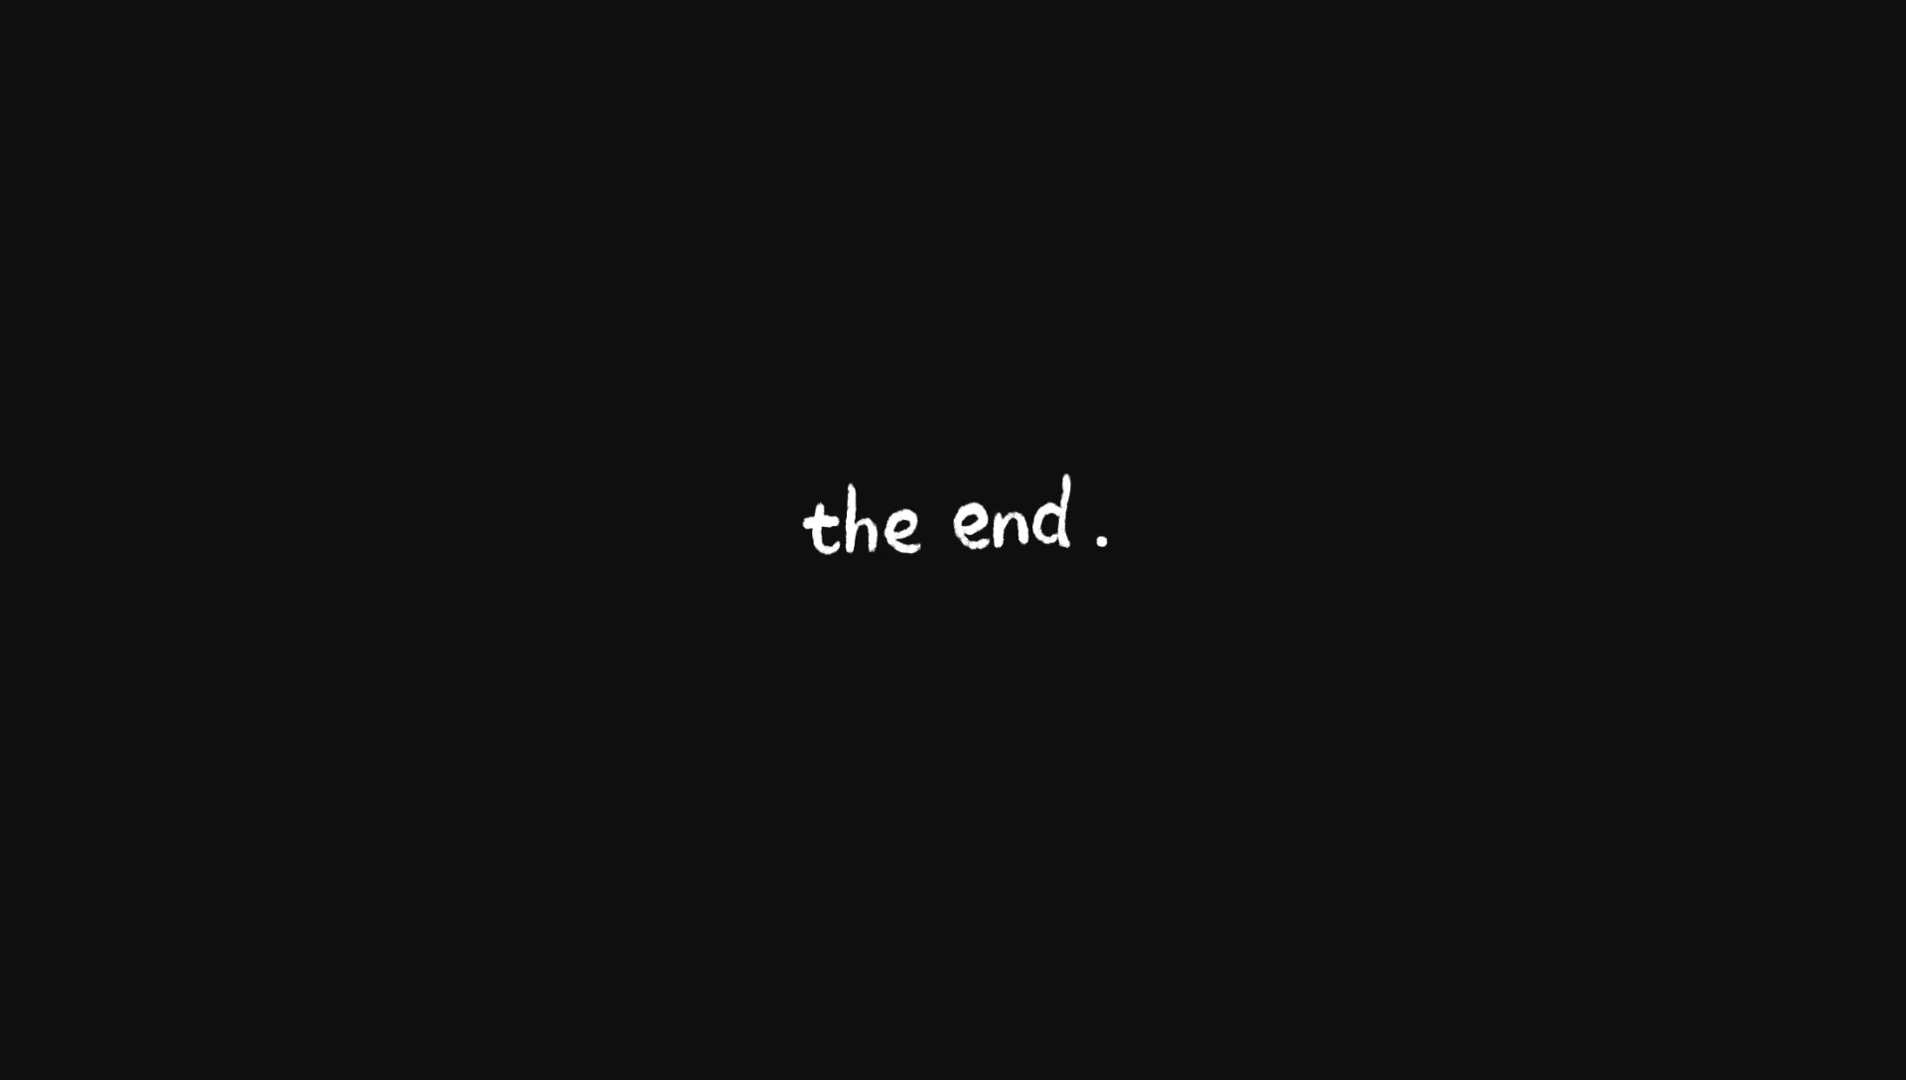 the end .